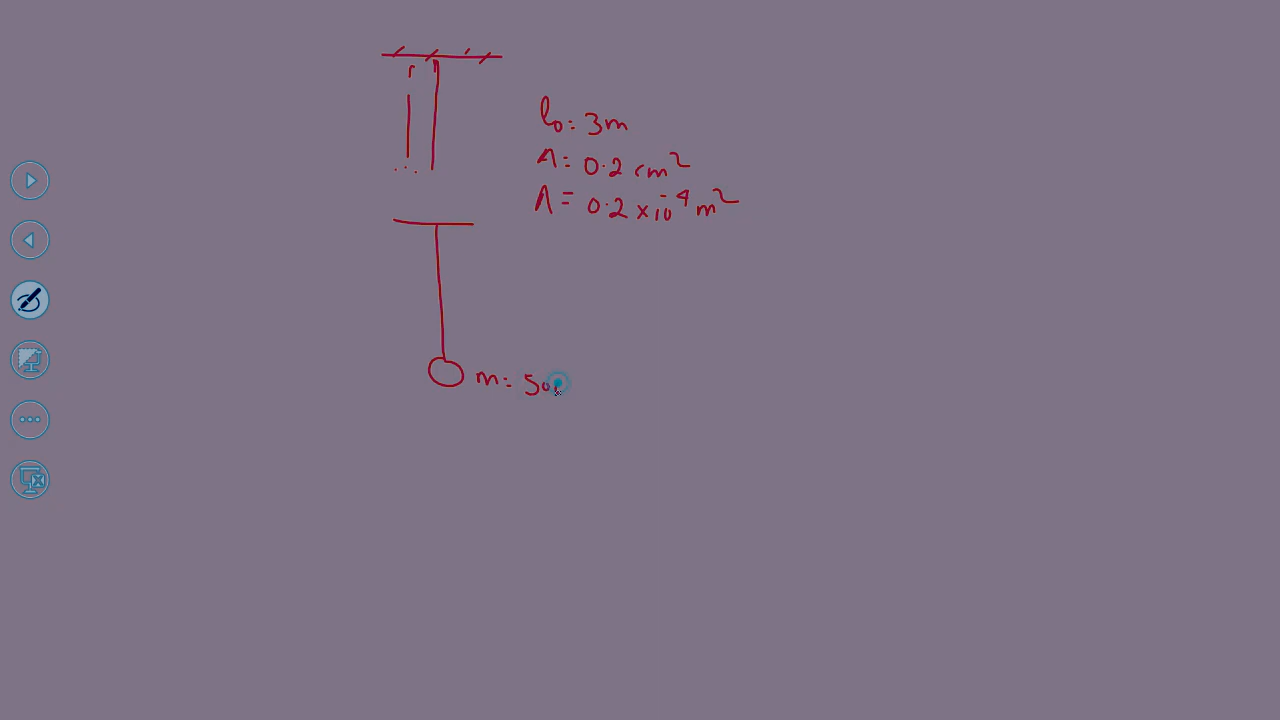 l₀ = 3m
A = 0.2 cm²
A = 0.2 × 10⁻⁴ m²
m = 50